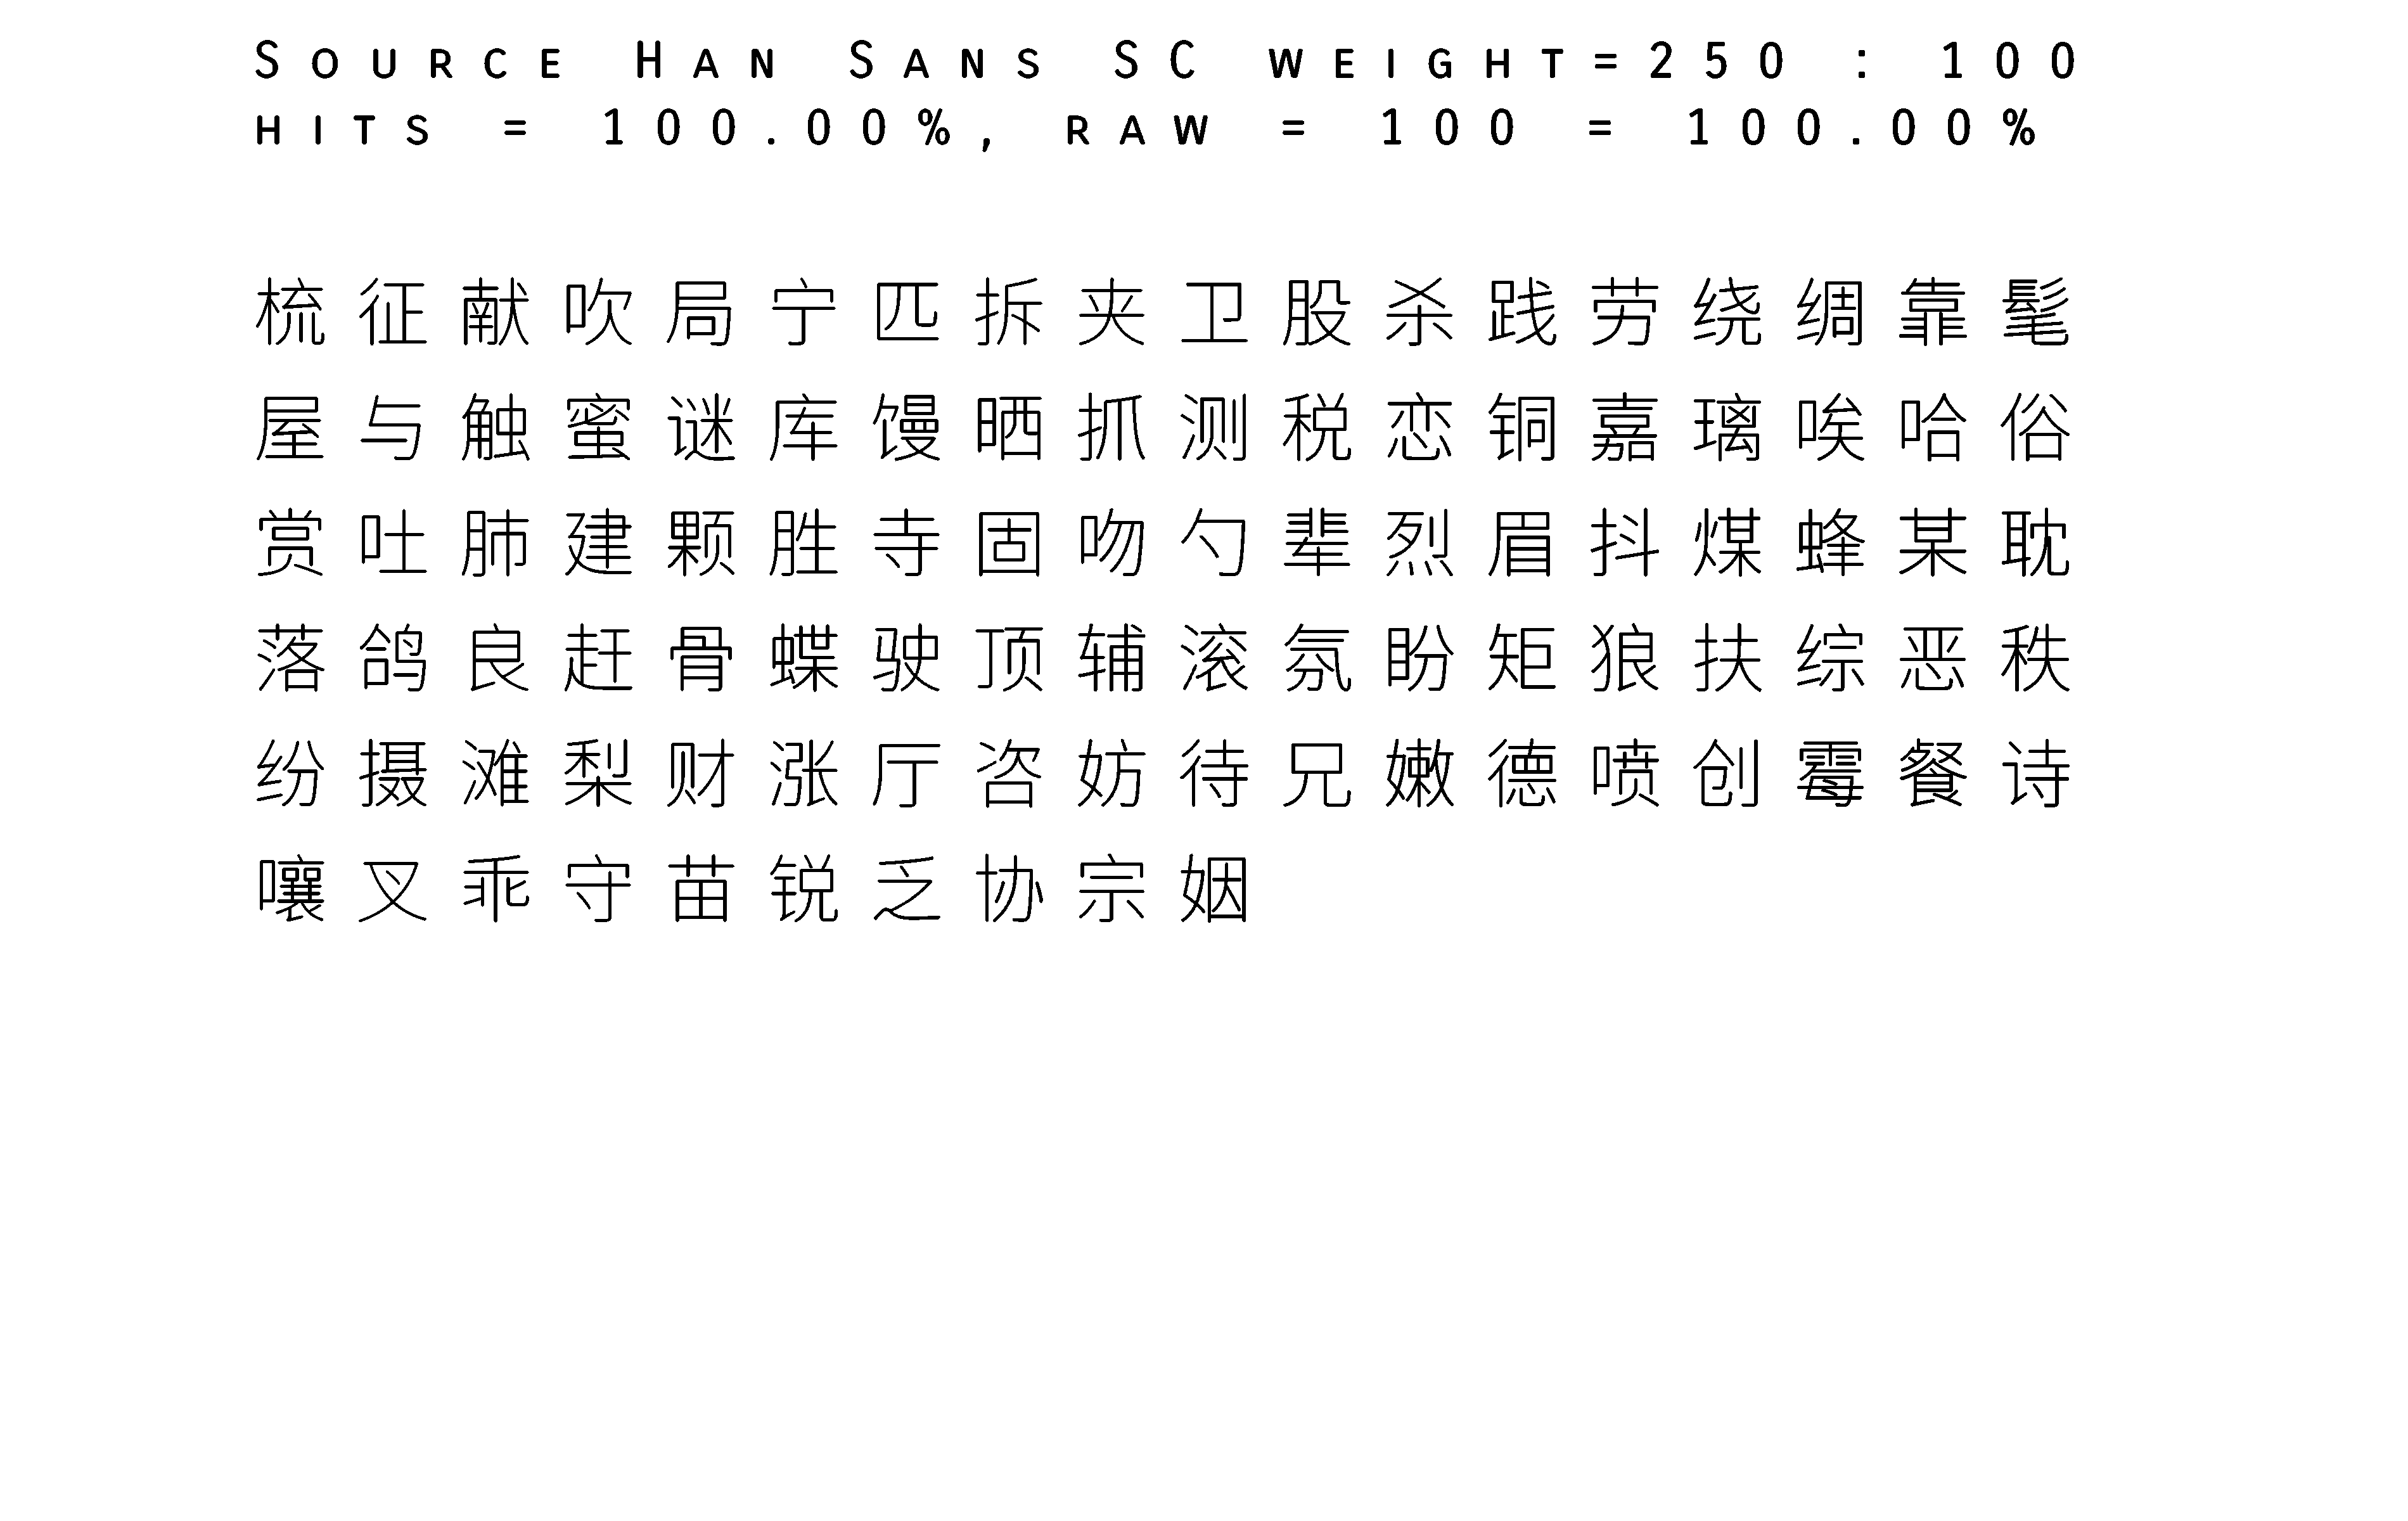 Source Han Sans SC weight=250 : 100
hits = 100.00%, raw = 100 = 100.00%
梳征献吹局宁匹拆夹卫股杀践劳绕绸靠髦
屋与触蜜谜库馒晒抓测税恋铜嘉璃唉哈俗
赏吐肺建颗胜寺固吻勺辈烈眉抖煤蜂某耽
落鸽良赶骨蝶驶顶辅滚氛盼矩狼扶综恶秩
纷摄滩梨财涨厅咨妨待兄嫩德喷创霉餐诗
嚷叉乖守苗锐乏协宗姻